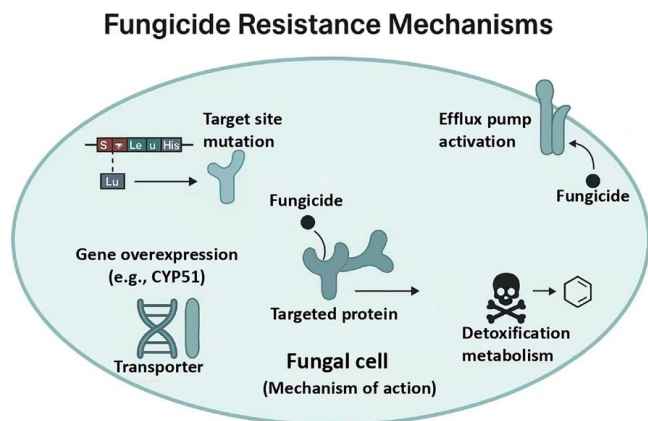 Fungicide Resistance Mechanisms
Target site
mutation
S Le u His
Lu
Efflux pump
activation
Fungicide
Fungicide
Targeted protein
Gene overexpression
(e.g., CYP51)
Transporter
Detoxification
metabolism
Fungal cell
(Mechanism of action)